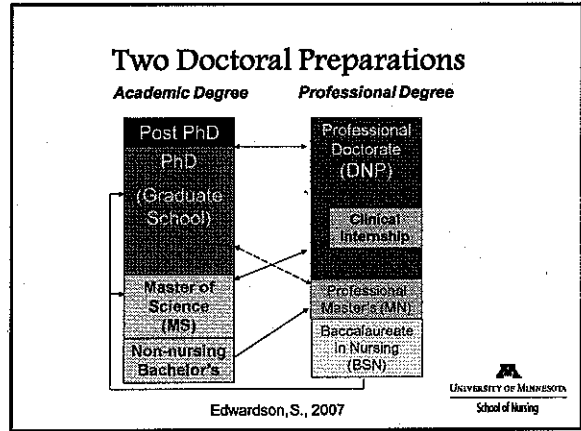 Two Doctoral Preparations
Academic Degree
Professional Degree
Post PhD
PhD
(Graduate
School)
Master of
Science
(MS)
Non-nursing
Bachelor's
Professional
Doctorate
(DNP)
Clinical
Internship
Professional
Master's (MN)
Baccalaureate
In Nursing
(BSN)
Edwardson,S., 2007
UNIVERSITY OF MINNESOTA
School of Nursing